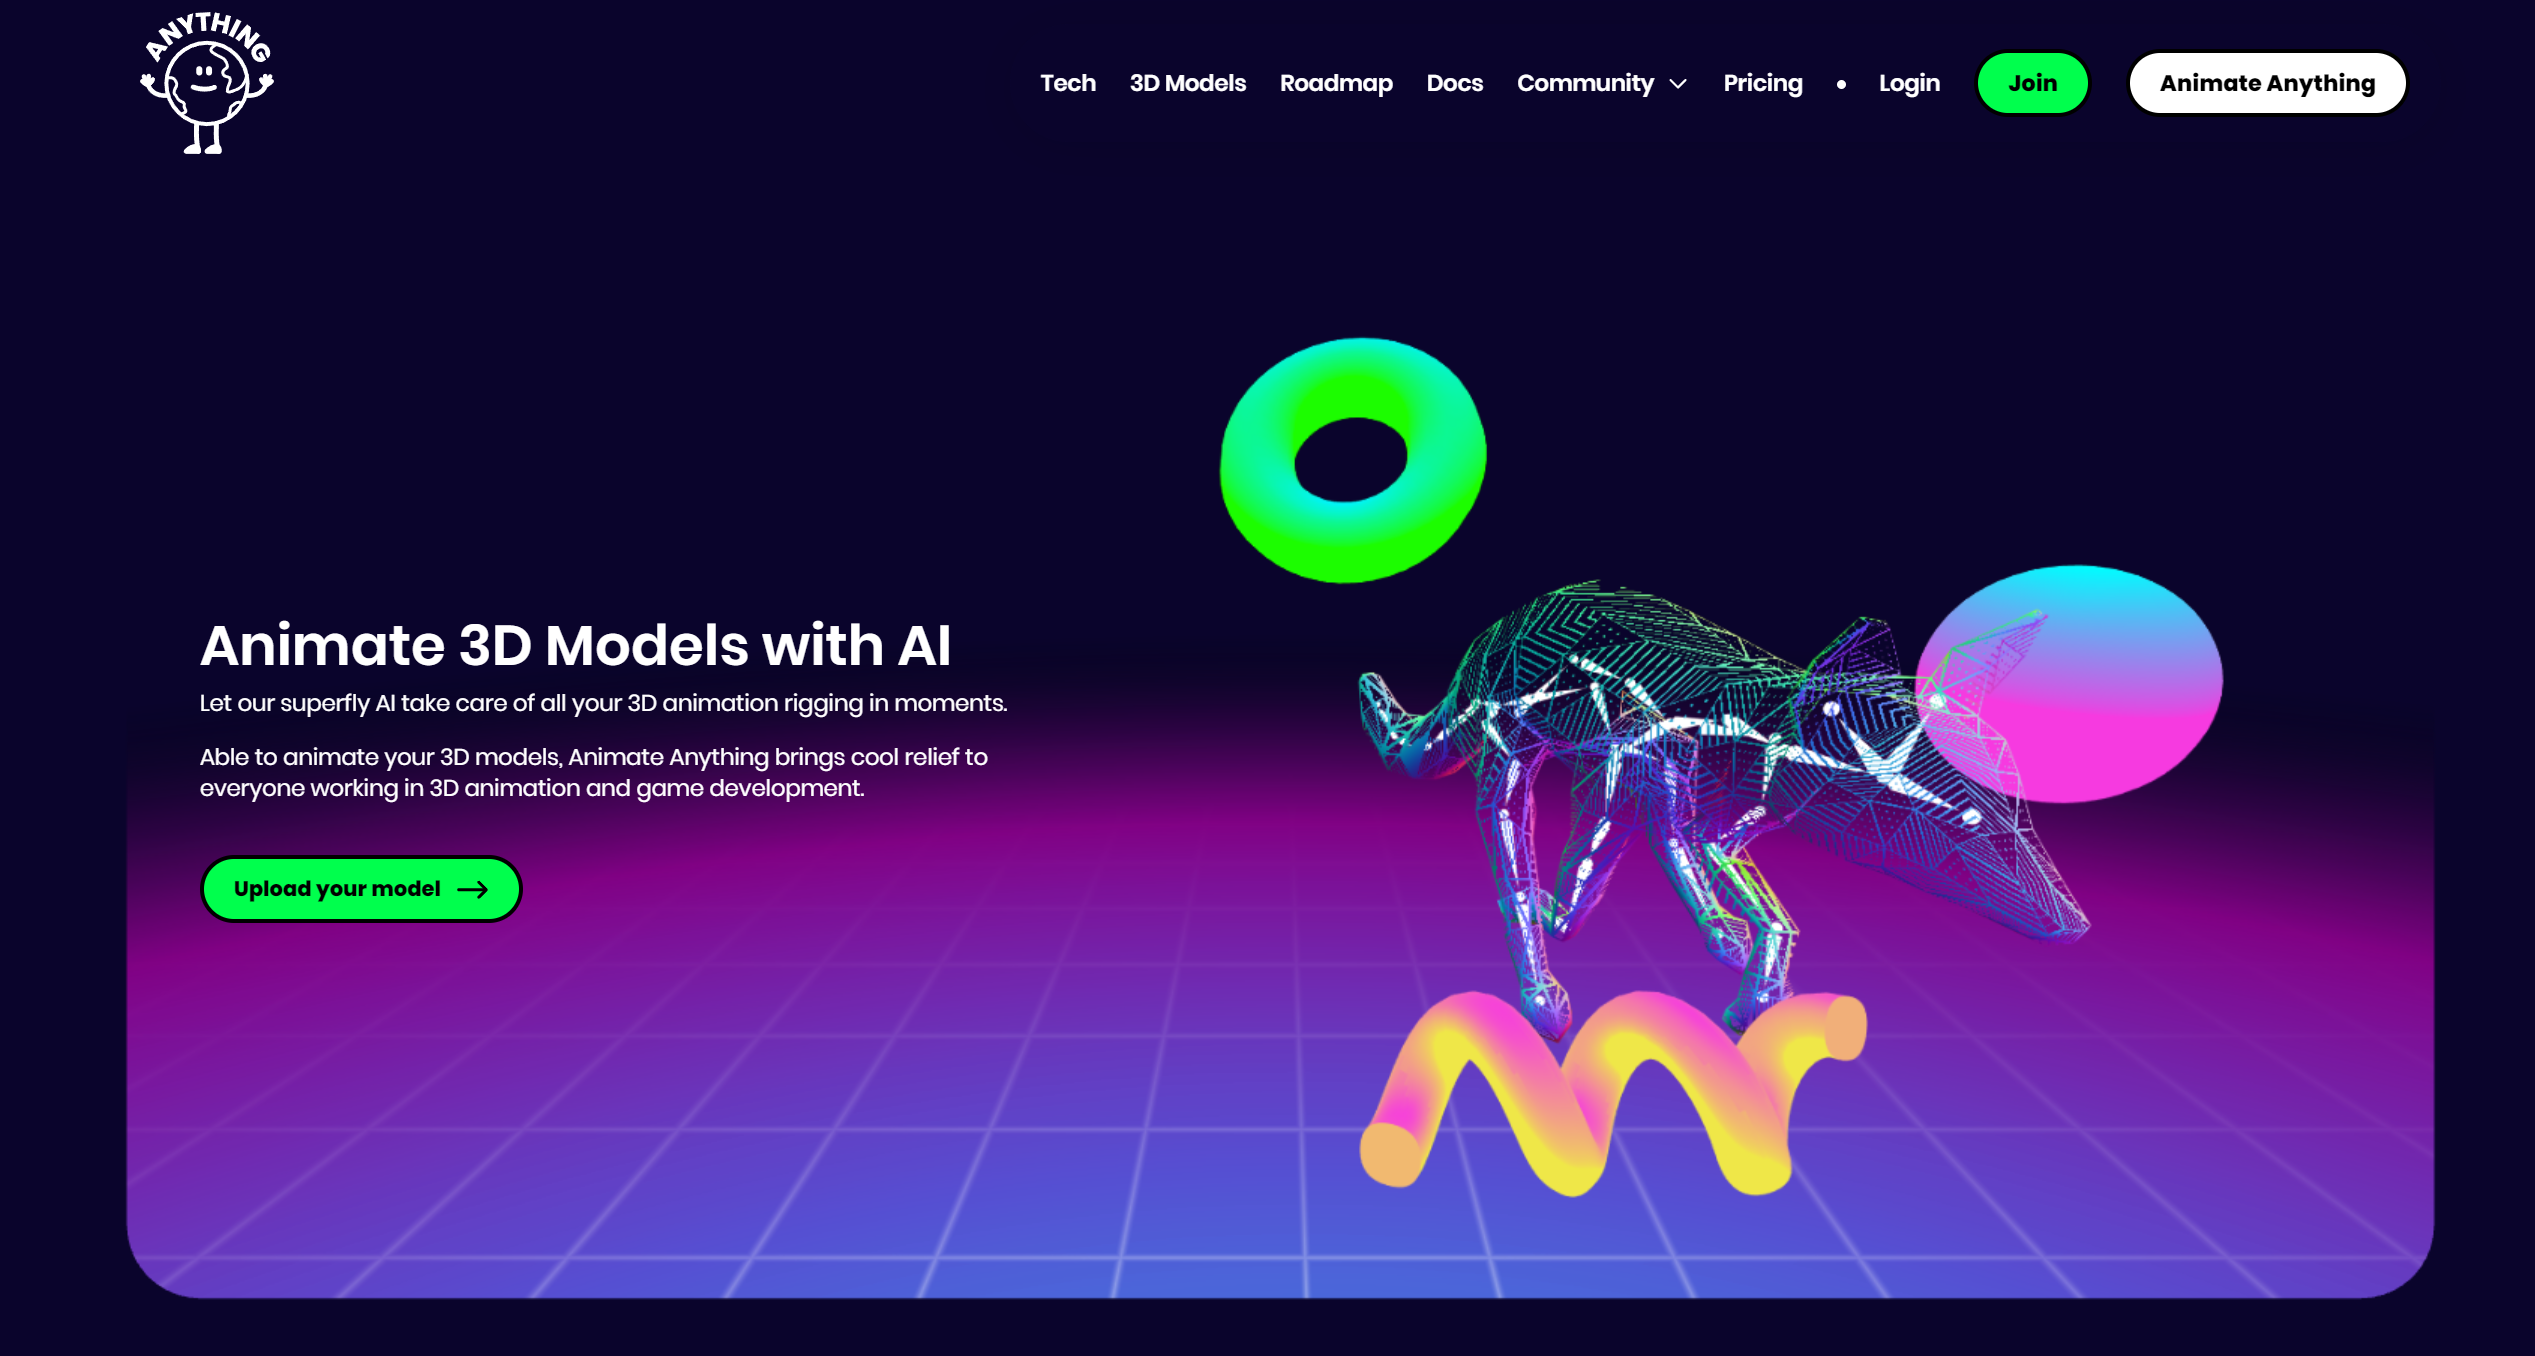 ANYTHING
Tech
3D Models
Roadmap
Docs
Community
Pricing
Login
Join
Animate Anything
Animate 3D Models with AI
Let our superfly AI take care of all your 3D animation rigging in moments.
Able to animate your 3D models, Animate Anything brings cool relief to
everyone working in 3D animation and game development.
Upload your model